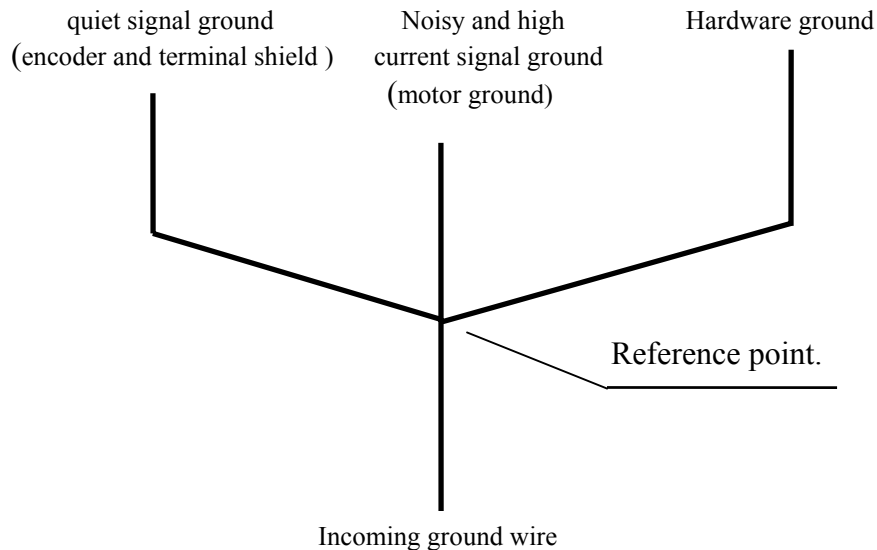 quiet signal ground
(encoder and terminal shield )
Noisy and high
current signal ground
(motor ground)
Hardware ground
Reference point.
Incoming ground wire